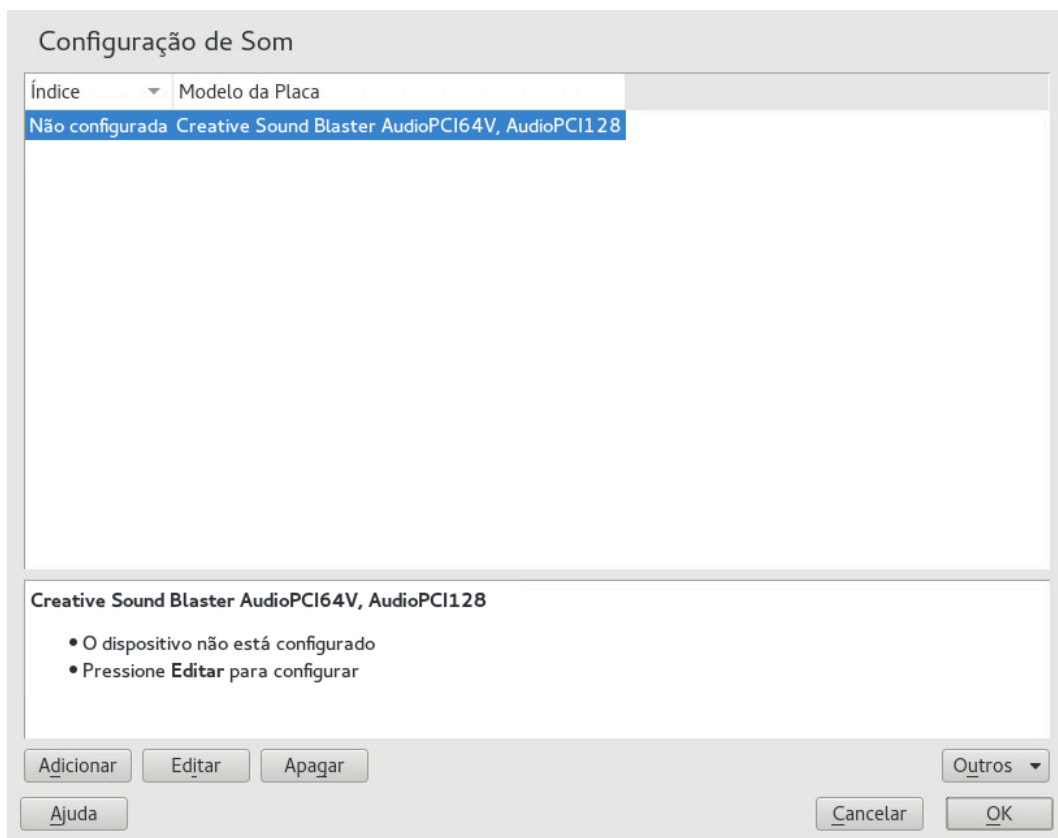 Configuração de Som
Índice Modelo da Placa
Não configurada Creative Sound Blaster AudioPCI64V, AudioPCI128
Creative Sound Blaster AudioPCI64V, AudioPCI128
• O dispositivo não está configurado
• Pressione Editar para configurar
Adicionar Editar Apagar Outros
Ajuda Cancelar OK